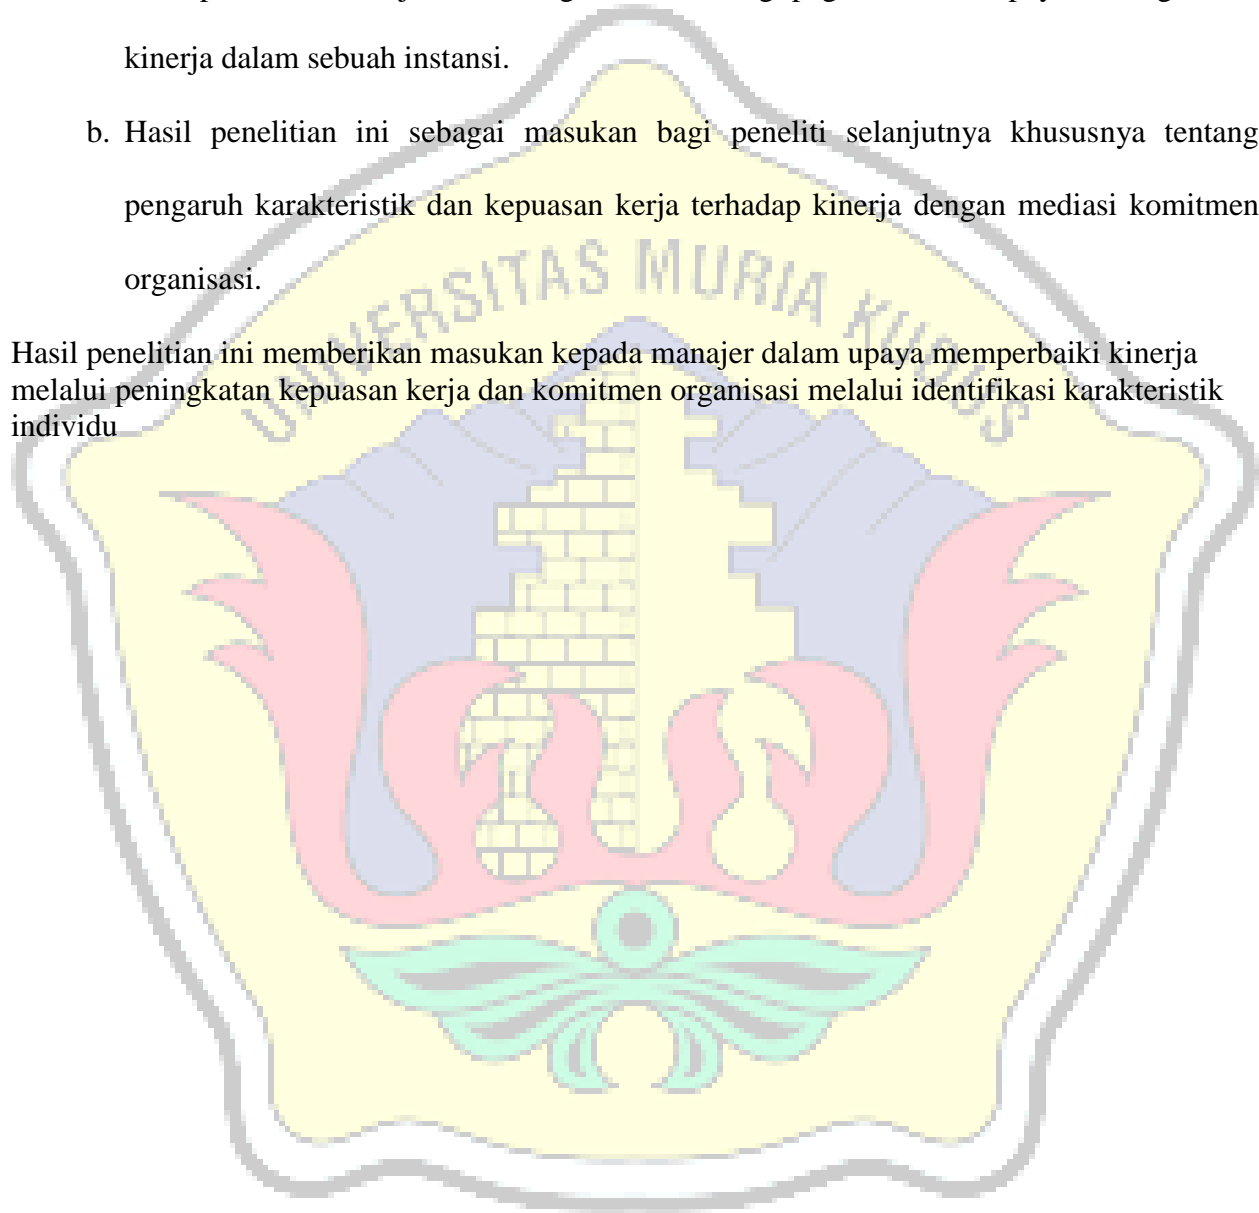 kinerja dalam sebuah instansi.
b. Hasil penelitian ini sebagai masukan bagi peneliti selanjutnya khususnya tentang
pengaruh karakteristik dan kepuasan kerja terhadap kinerja dengan mediasi komitmen
organisasi.
UNIVERSITAS MURIA KUDUS
Hasil penelitian ini memberikan masukan kepada manajer dalam upaya memperbaiki kinerja
melalui peningkatan kepuasan kerja dan komitmen organisasi melalui identifikasi karakteristik
individu